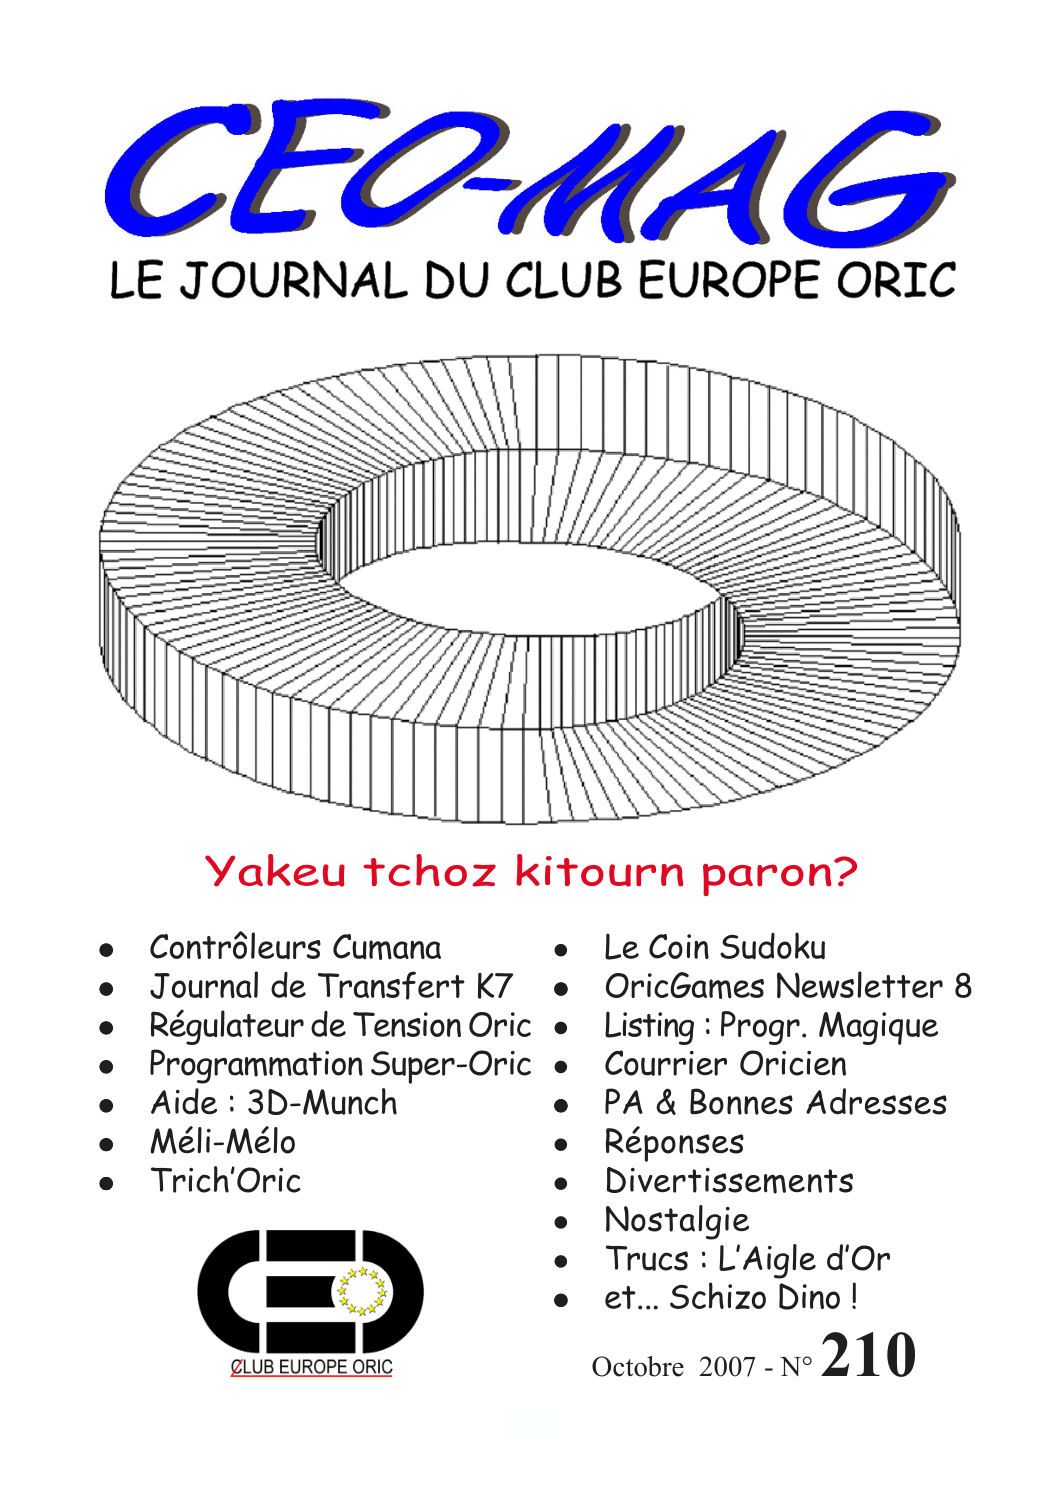 CEO-MAG
LE JOURNAL DU CLUB EUROPE ORIC
Yakeu tchoz kitourn paron?
• Contrôleurs Cumana
• Journal de Transfert K7
• Régulateur de Tension Oric
• Programmation Super-Oric
• Aide : 3D-Munch
• Méli-Mélo
• Trich'Oric
• Le Coin Sudoku
• OricGames Newsletter 8
• Listing : Progr. Magique
• Courrier Oricien
• PA & Bonnes Adresses
• Réponses
• Divertissements
• Nostalgie
• Trucs : L'Aigle d'Or
• et... Schizo Dino !
CEO
CLUB EUROPE ORIC
Octobre 2007 - N° 210